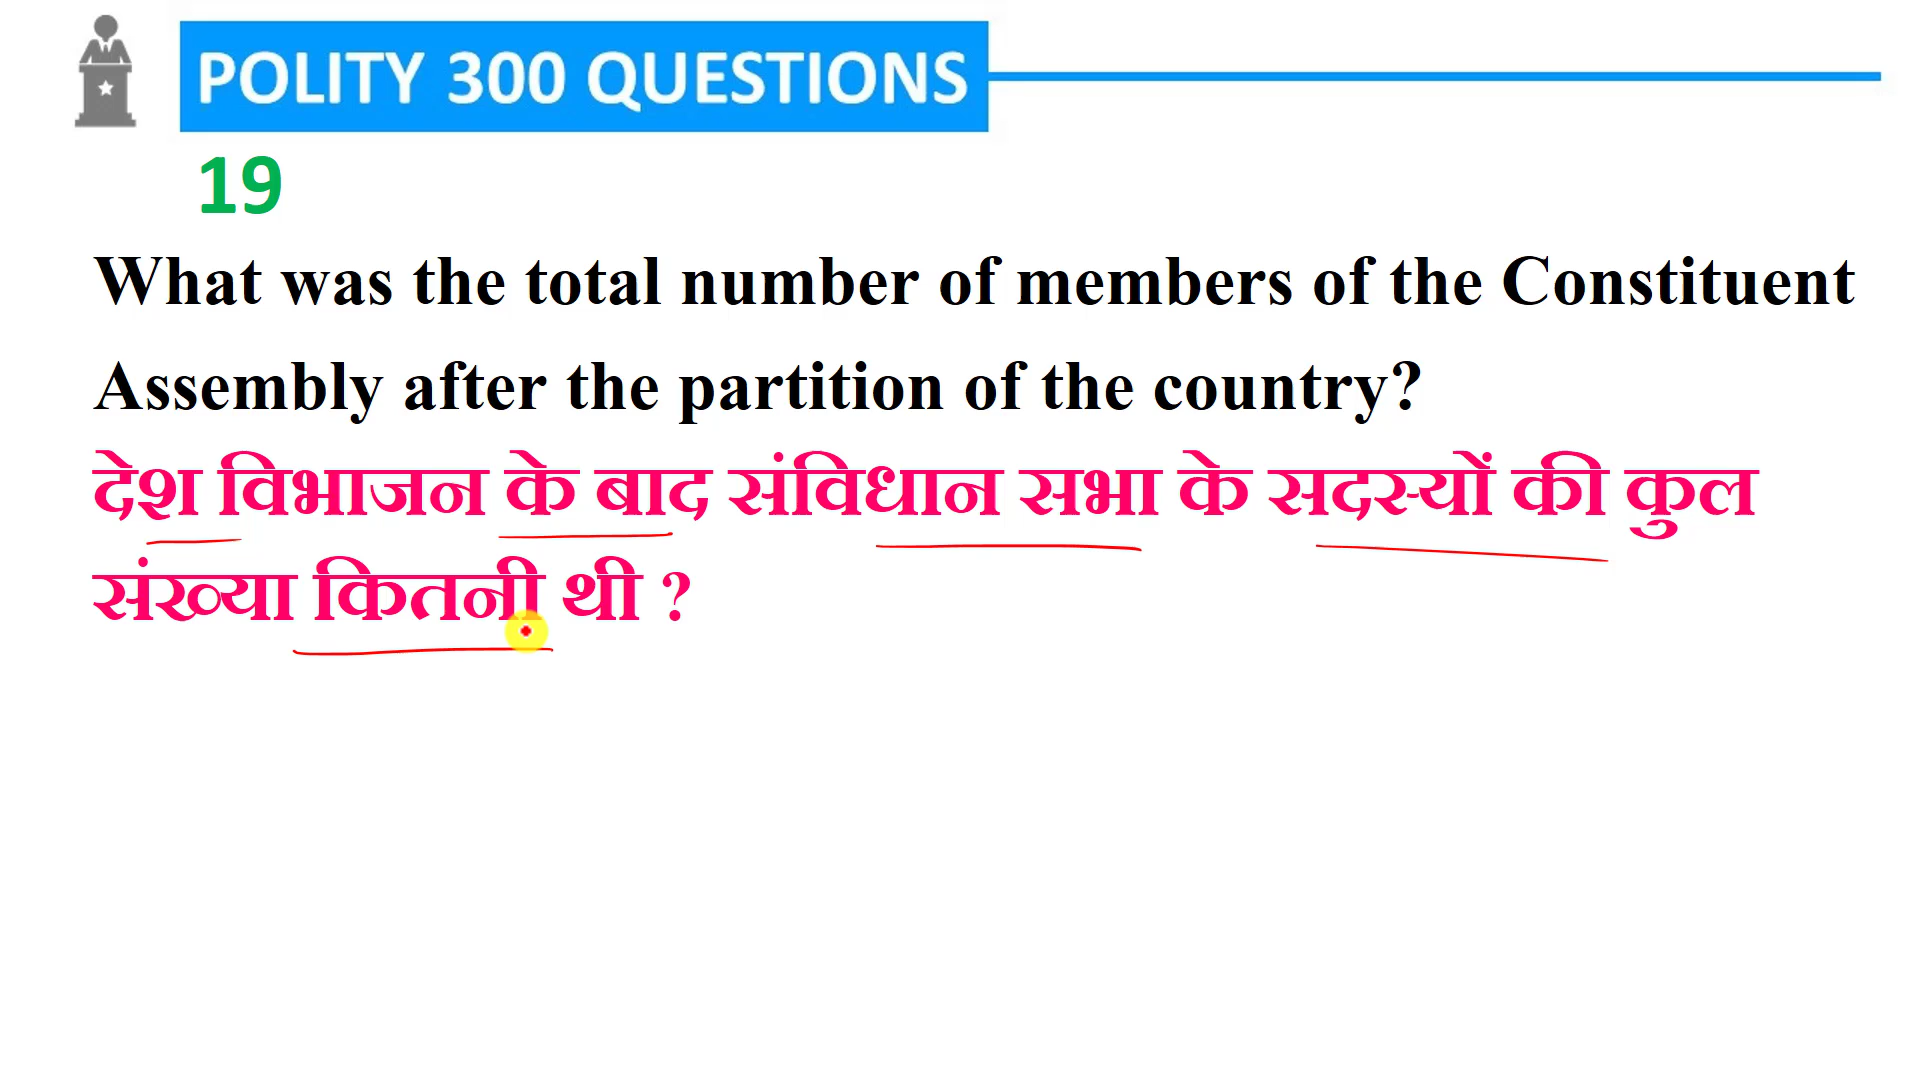 POLITY 300 QUESTIONS
19
What was the total number of members of the Constituent
Assembly after the partition of the country?
देश विभाजन के बाद संविधान सभा के सदस्यों की कुल
संख्या कितनी थी ?